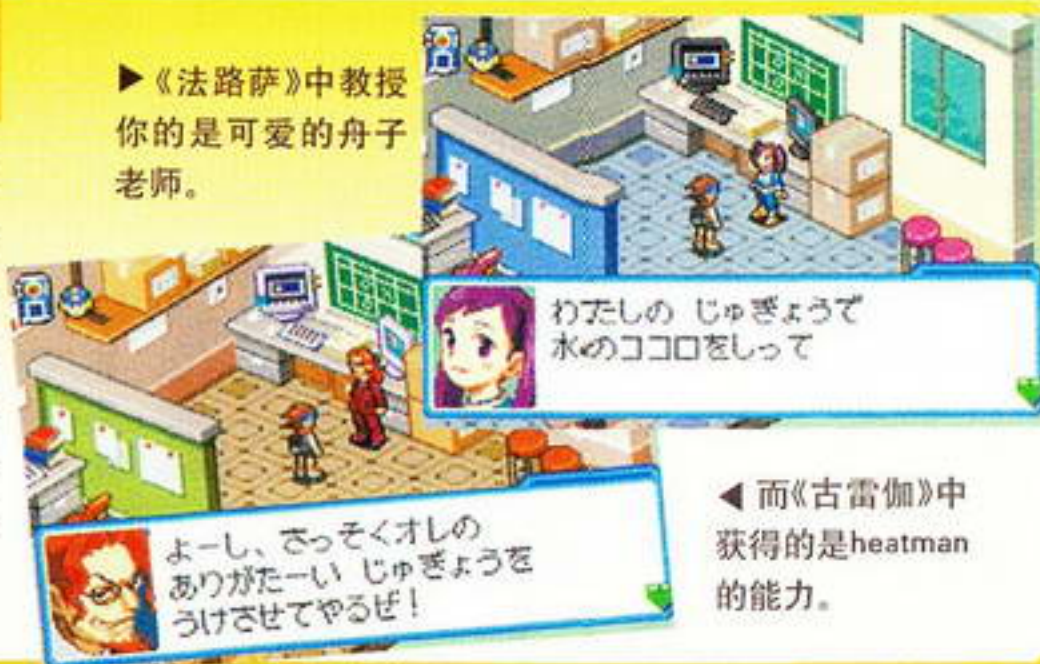 ▶《法路萨》中教授
你的是可爱的舟子
老师。
わたしの じゅぎょうで
水のココロをしって
よーし、さっそくオレの
ありがたーい じゅぎょうを
うけさせてやるぜ！
◀ 而《古雷伽》中
获得的是heatman
的能力。